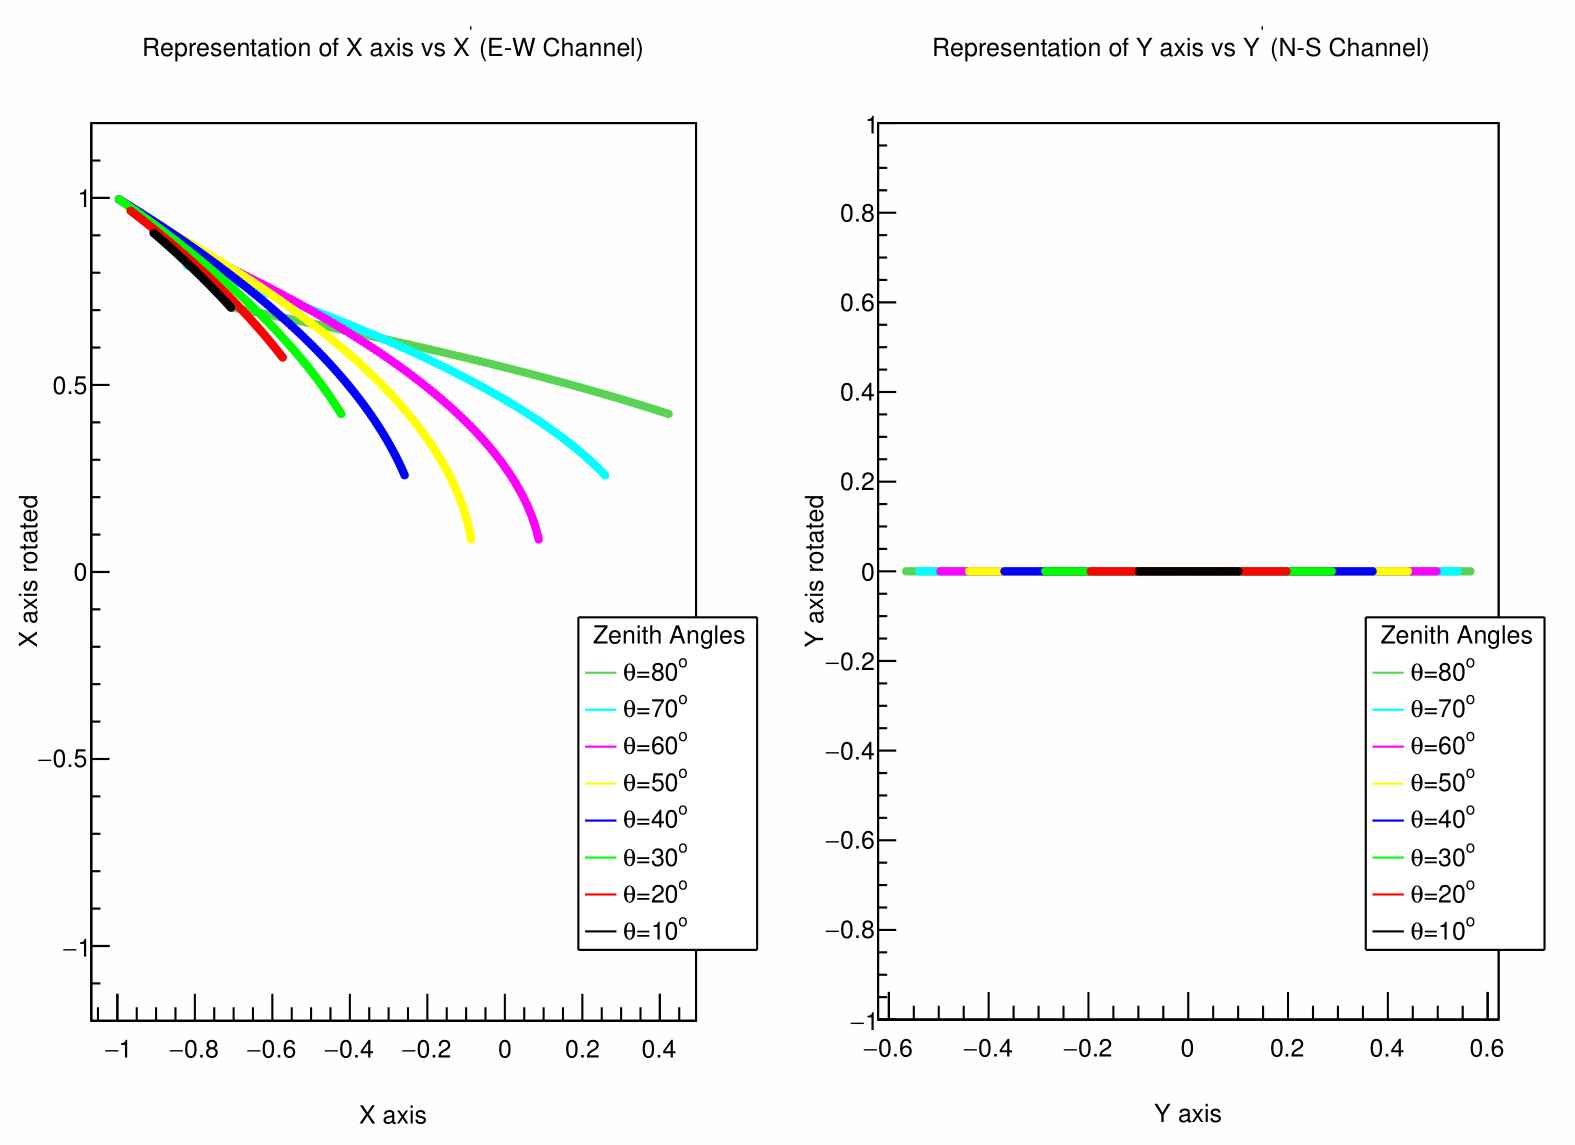 Representation of X axis vs X' (E-W Channel)
X axis rotated
1
0.5
0
−0.5
−1
−1 −0.8 −0.6 −0.4 −0.2 0 0.2 0.4
X axis
Zenith Angles
θ=80°
θ=70°
θ=60°
θ=50°
θ=40°
θ=30°
θ=20°
θ=10°
Representation of Y axis vs Y' (N-S Channel)
Y axis rotated
1
0.8
0.6
0.4
0.2
0
−0.2
−0.4
−0.6
−0.8
−1
−0.6 −0.4 −0.2 0 0.2 0.4 0.6
Y axis
Zenith Angles
θ=80°
θ=70°
θ=60°
θ=50°
θ=40°
θ=30°
θ=20°
θ=10°